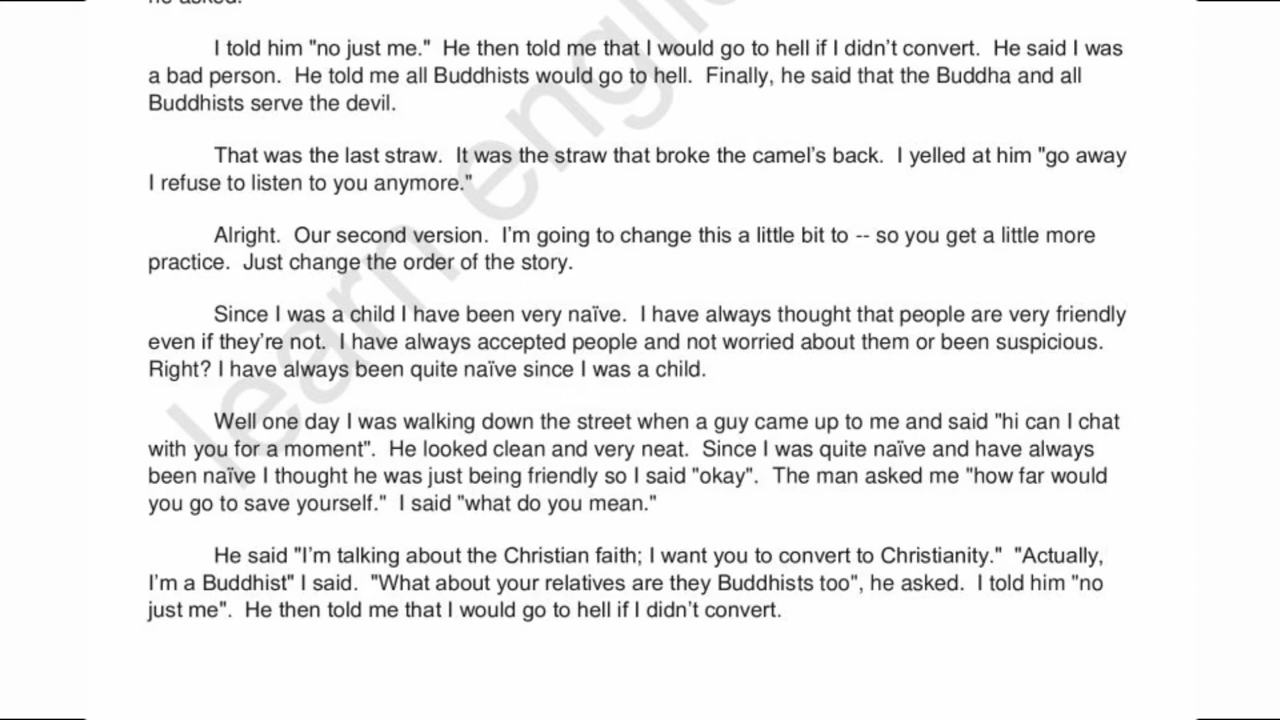 he asked.
I told him "no just me."  He then told me that I would go to hell if I didn't convert.  He said I was
a bad person.  He told me all Buddhists would go to hell.  Finally, he said that the Buddha and all
Buddhists serve the devil.
That was the last straw.  It was the straw that broke the camel's back.  I yelled at him "go away
I refuse to listen to you anymore."
Alright.  Our second version.  I'm going to change this a little bit to -- so you get a little more
practice.  Just change the order of the story.
Since I was a child I have been very naïve.  I have always thought that people are very friendly
even if they're not.  I have always accepted people and not worried about them or been suspicious.
Right? I have always been quite naïve since I was a child.
Well one day I was walking down the street when a guy came up to me and said "hi can I chat
with you for a moment".  He looked clean and very neat.  Since I was quite naïve and have always
been naïve I thought he was just being friendly so I said "okay".  The man asked me "how far would
you go to save yourself."  I said "what do you mean."
He said "I'm talking about the Christian faith; I want you to convert to Christianity."  "Actually,
I'm a Buddhist" I said.  "What about your relatives are they Buddhists too", he asked.  I told him "no
just me".  He then told me that I would go to hell if I didn't convert.
learn english